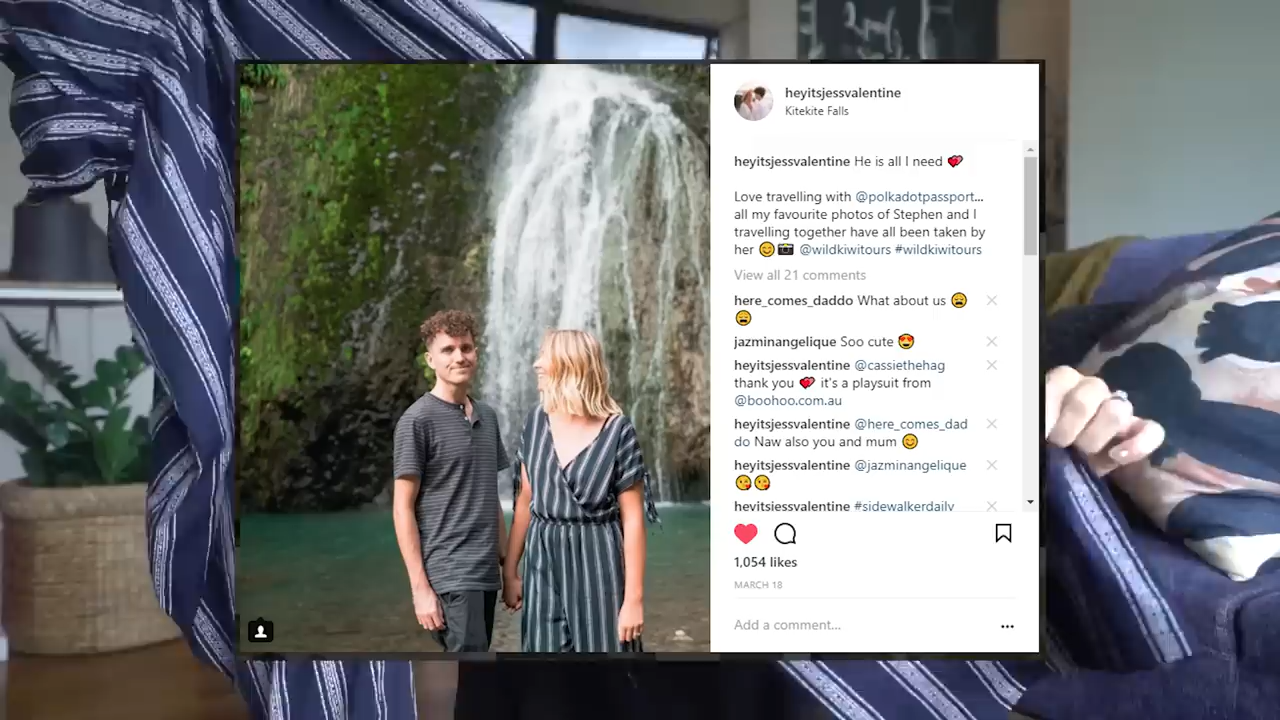 heyitsjessvalentine
Kitekite Falls
heyitsjessvalentine He is all I need 💕
Love travelling with @polkadotpassport...
all my favourite photos of Stephen and I
travelling together have all been taken by
her 😊📸 @wildkiwitours #wildkiwitours
View all 21 comments
here_comes_daddo What about us 😩
😩
jazminangelique Soo cute 😍
heyitsjessvalentine @cassiethehag
thank you 💕 it's a playsuit from
@boohoo.com.au
heyitsjessvalentine @here_comes_dad
do Naw also you and mum 😊
heyitsjessvalentine @jazminangelique
😘😘
heyitsjessvalentine #sidewalkerdaily
1,054 likes
MARCH 18
Add a comment...